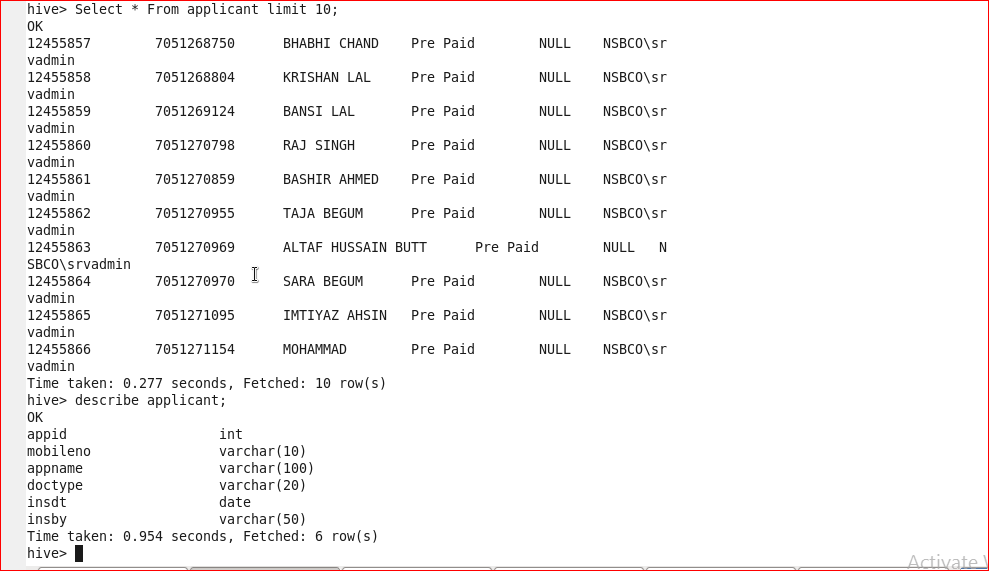 hive> Select * From applicant limit 10;
OK
12455857 7051268750 BHABHI CHAND Pre Paid NULL NSBCO\sr
vadmin
12455858 7051268804 KRISHAN LAL Pre Paid NULL NSBCO\sr
vadmin
12455859 7051269124 BANSI LAL Pre Paid NULL NSBCO\sr
vadmin
12455860 7051270798 RAJ SINGH Pre Paid NULL NSBCO\sr
vadmin
12455861 7051270859 BASHIR AHMED Pre Paid NULL NSBCO\sr
vadmin
12455862 7051270955 TAJA BEGUM Pre Paid NULL NSBCO\sr
vadmin
12455863 7051270969 ALTAF HUSSAIN BUTT Pre Paid NULL N
SBCO\srvadmin
12455864 7051270970 SARA BEGUM Pre Paid NULL NSBCO\sr
vadmin
12455865 7051271095 IMTIYAZ AHSIN Pre Paid NULL NSBCO\sr
vadmin
12455866 7051271154 MOHAMMAD Pre Paid NULL NSBCO\sr
vadmin
Time taken: 0.277 seconds, Fetched: 10 row(s)
hive> describe applicant;
OK
appid int
mobileno varchar(10)
appname varchar(100)
doctype varchar(20)
insdt date
insby varchar(50)
Time taken: 0.954 seconds, Fetched: 6 row(s)
hive>
Activate